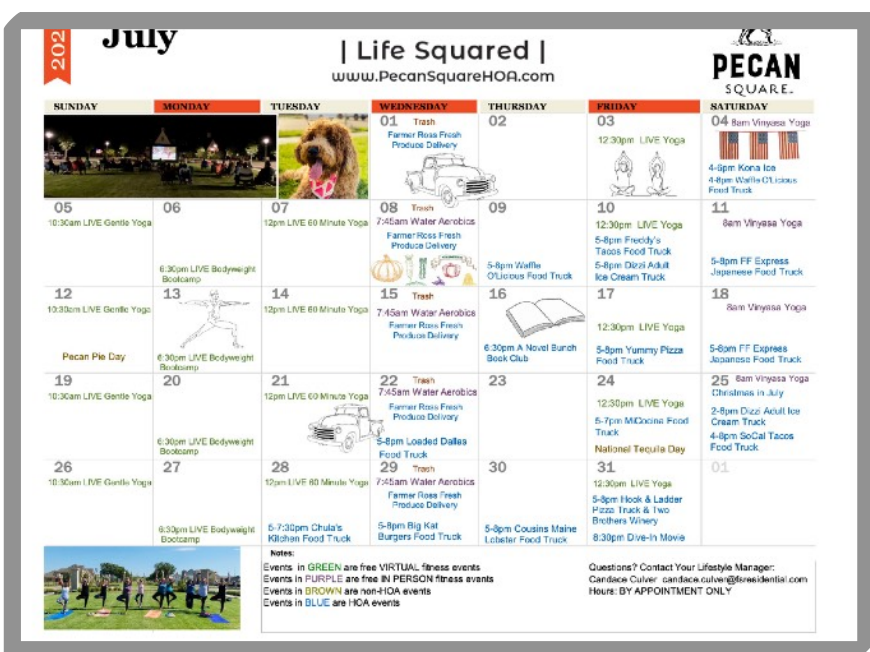 202
July
| Life Squared |
www.PecanSquareHOA.com
PECAN
SQUARE.
SUNDAY MONDAY TUESDAY WEDNESDAY THURSDAY FRIDAY SATURDAY
01 Trash
Farmer Ross Fresh
Produce Delivery
02
03
12:30pm LIVE Yoga
04 8am Vinyasa Yoga
4-6pm Kona Ice
4-8pm Waffle O'Licious
Food Truck
05
10:30am LIVE Gentle Yoga
06
6:30pm LIVE Bodyweight
Bootcamp
07
12pm LIVE 60 Minute Yoga
08 Trash
7:45am Water Aerobics
Farmer Ross Fresh
Produce Delivery
09
5-8pm Waffle
O'Licious Food Truck
10
12:30pm LIVE Yoga
5-8pm Freddy's
Tacos Food Truck
5-8pm Dizzi Adult
Ice Cream Truck
11
8am Vinyasa Yoga
5-8pm FF Express
Japanese Food Truck
12
10:30am LIVE Gentle Yoga
Pecan Pie Day
13
6:30pm LIVE Bodyweight
Bootcamp
14
12pm LIVE 60 Minute Yoga
15 Trash
7:45am Water Aerobics
Farmer Ross Fresh
Produce Delivery
16
6:30pm A Novel Bunch
Book Club
17
12:30pm LIVE Yoga
5-8pm Yummy Pizza
Food Truck
18
8am Vinyasa Yoga
5-8pm FF Express
Japanese Food Truck
19
10:30am LIVE Gentle Yoga
20
6:30pm LIVE Bodyweight
Bootcamp
21
12pm LIVE 60 Minute Yoga
22 Trash
7:45am Water Aerobics
Farmer Ross Fresh
Produce Delivery
5-8pm Loaded Dallas
Food Truck
23
24
12:30pm LIVE Yoga
5-7pm MiCocina Food
Truck
National Tequila Day
25 8am Vinyasa Yoga
Christmas in July
2-8pm Dizzi Adult Ice
Cream Truck
4-8pm SoCal Tacos
Food Truck
26
10:30am LIVE Gentle Yoga
27
6:30pm LIVE Bodyweight
Bootcamp
28
12pm LIVE 60 Minute Yoga
5-7:30pm Chula's
Kitchen Food Truck
29 Trash
7:45am Water Aerobics
Farmer Ross Fresh
Produce Delivery
5-8pm Big Kat
Burgers Food Truck
30
5-8pm Cousins Maine
Lobster Food Truck
31
12:30pm LIVE Yoga
5-8pm Hook & Ladder
Pizza Truck & Two
Brothers Winery
8:30pm Dive-In Movie
01
Notes:
Events in GREEN are free VIRTUAL fitness events
Events in PURPLE are free IN PERSON fitness events
Events in BROWN are non-HOA events
Events in BLUE are HOA events
Questions? Contact Your Lifestyle Manager:
Candace Culver candace.culver@fsresidential.com
Hours: BY APPOINTMENT ONLY